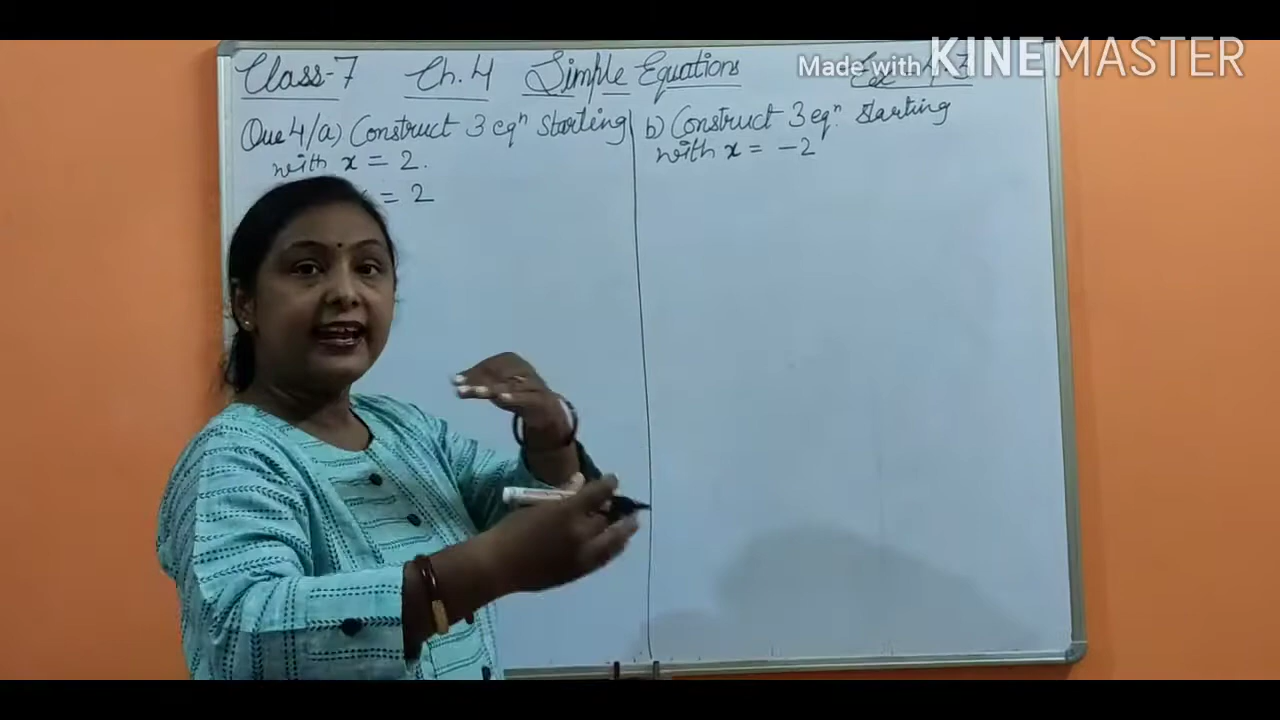 Class-7 Ch.4 Simple Equations
Made with KINEMASTER
Que 4/a) Construct 3 eqⁿ starting
with x = 2.
= 2
b) Construct 3 eqⁿ. starting
with x = -2